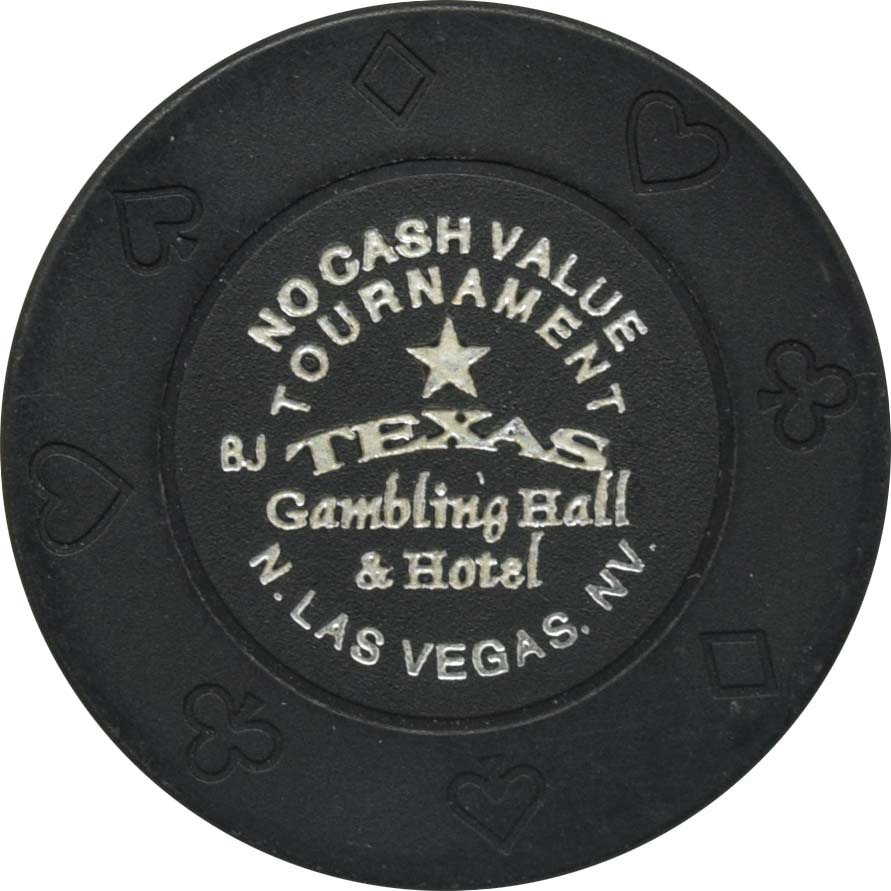 NO CASH VALUE
TOURNAMENT
BJ TEXAS
Gambling Hall
& Hotel
N. LAS VEGAS, NV.